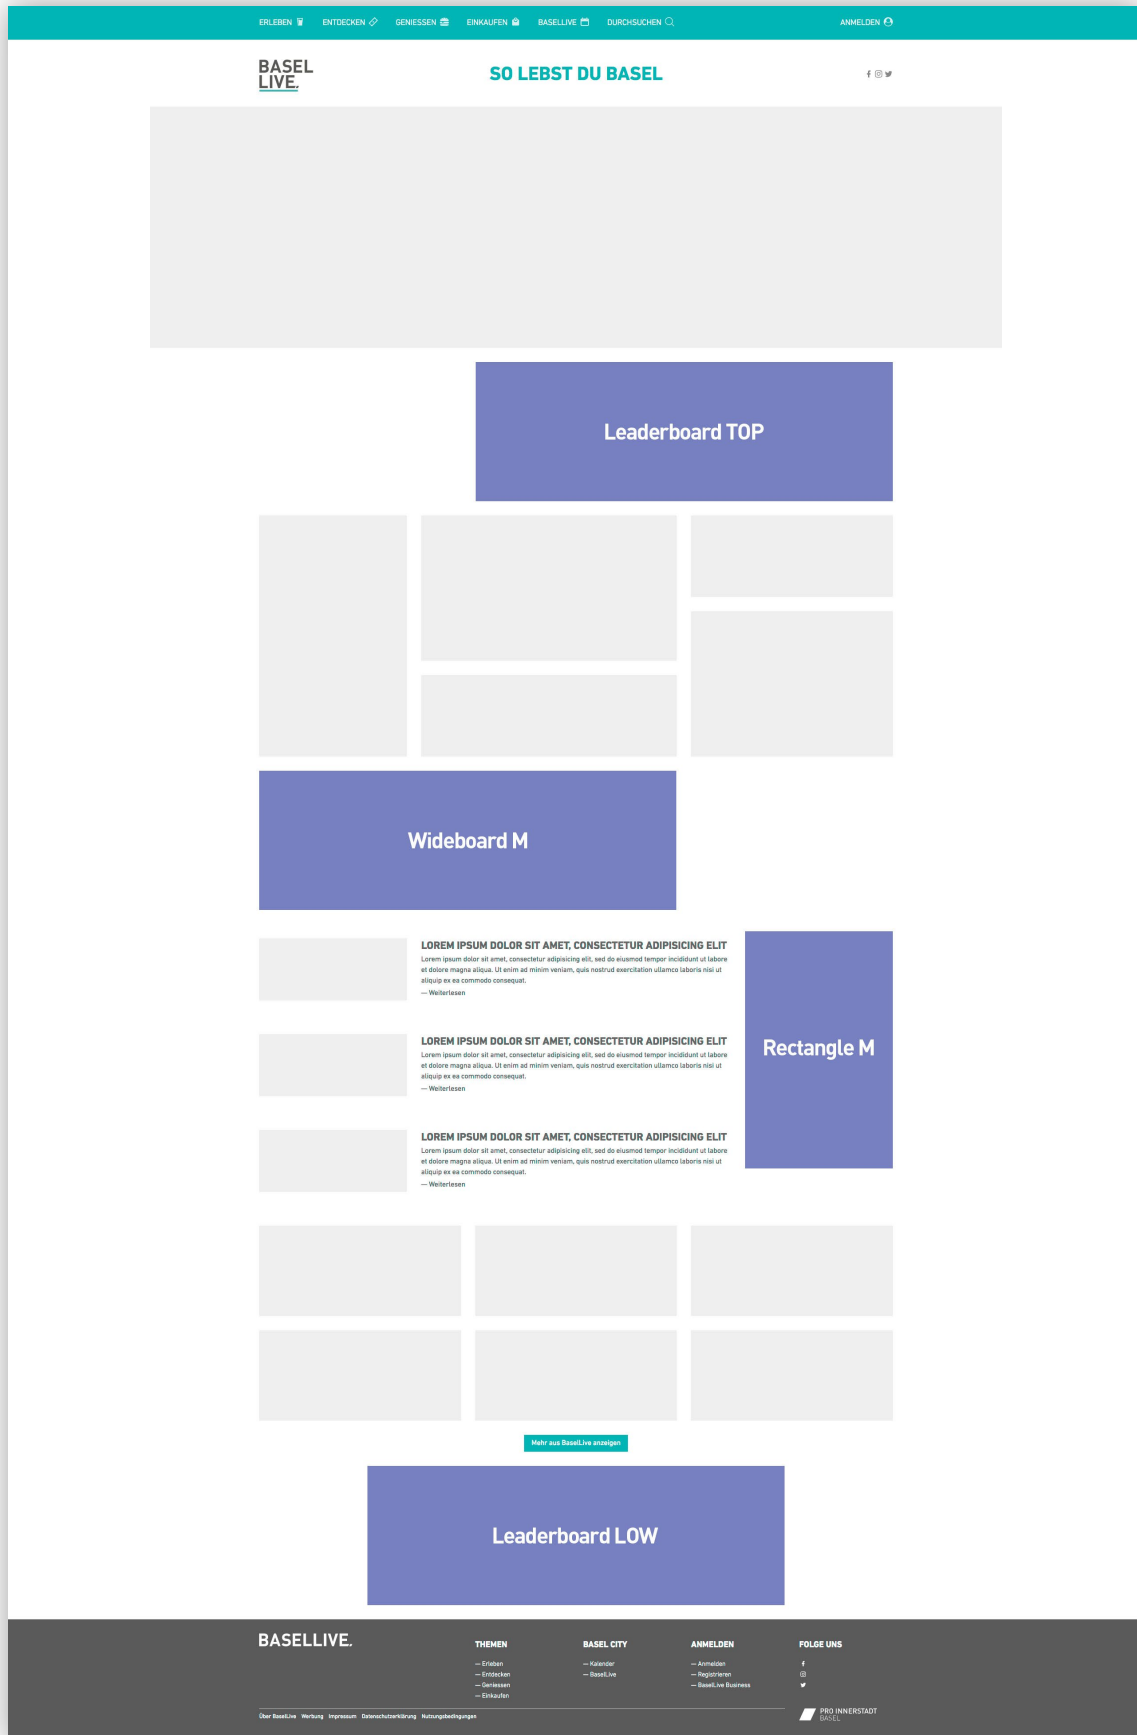 ERLEBEN ENTDECKEN GENIESSEN EINKAUFEN BASELLIVE DURCHSUCHEN ANMELDEN
BASEL
LIVE.
SO LEBST DU BASEL
Leaderboard TOP
Wideboard M
LOREM IPSUM DOLOR SIT AMET, CONSECTETUR ADIPISICING ELIT
Lorem ipsum dolor sit amet, consectetur adipisicing elit, sed do eiusmod tempor incididunt ut labore
et dolore magna aliqua. Ut enim ad minim veniam, quis nostrud exercitation ullamco laboris nisi ut
aliquip ex ea commodo consequat.
— Weiterlesen
LOREM IPSUM DOLOR SIT AMET, CONSECTETUR ADIPISICING ELIT
Lorem ipsum dolor sit amet, consectetur adipisicing elit, sed do eiusmod tempor incididunt ut labore
et dolore magna aliqua. Ut enim ad minim veniam, quis nostrud exercitation ullamco laboris nisi ut
aliquip ex ea commodo consequat.
— Weiterlesen
LOREM IPSUM DOLOR SIT AMET, CONSECTETUR ADIPISICING ELIT
Lorem ipsum dolor sit amet, consectetur adipisicing elit, sed do eiusmod tempor incididunt ut labore
et dolore magna aliqua. Ut enim ad minim veniam, quis nostrud exercitation ullamco laboris nisi ut
aliquip ex ea commodo consequat.
— Weiterlesen
Rectangle M
Mehr aus BaselLive anzeigen
Leaderboard LOW
BASELLIVE.
THEMEN
— Erleben
— Entdecken
— Geniessen
— Einkaufen
BASEL CITY
— Kalender
— BaselLive
ANMELDEN
— Anmelden
— Registrieren
— BaselLive Business
FOLGE UNS
Über BaselLive Werbung Impressum Datenschutzerklärung Nutzungsbedingungen
PRO INNERSTADT
BASEL